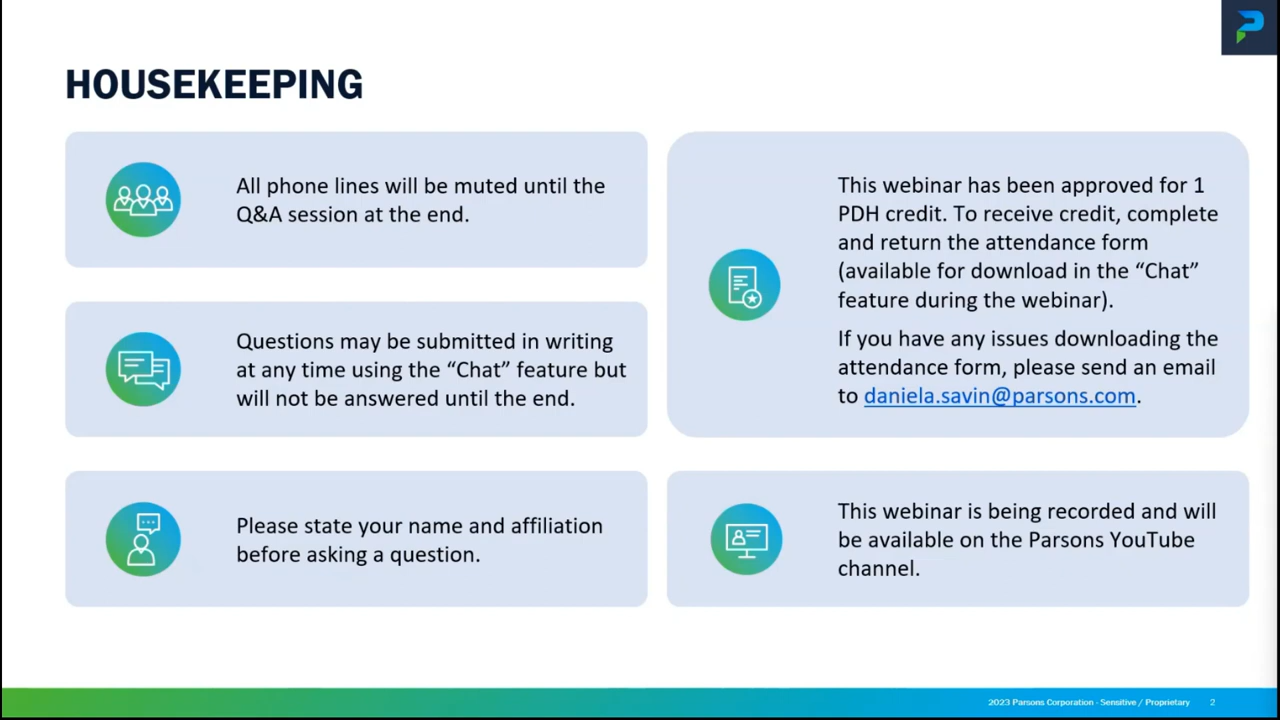 HOUSEKEEPING
All phone lines will be muted until the
Q&A session at the end.
Questions may be submitted in writing
at any time using the “Chat” feature but
will not be answered until the end.
Please state your name and affiliation
before asking a question.
This webinar has been approved for 1
PDH credit. To receive credit, complete
and return the attendance form
(available for download in the “Chat”
feature during the webinar).
If you have any issues downloading the
attendance form, please send an email
to daniela.savin@parsons.com.
This webinar is being recorded and will
be available on the Parsons YouTube
channel.
2023 Parsons Corporation - Sensitive / Proprietary 2